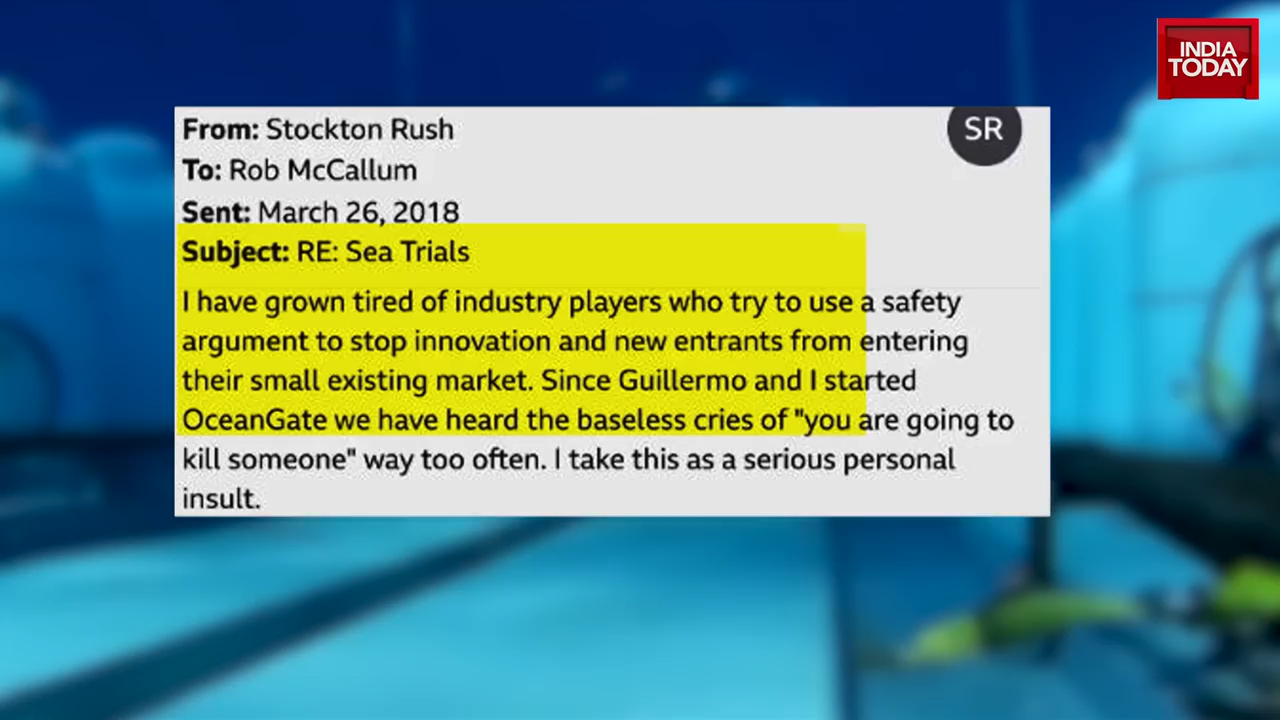 INDIA
TODAY
SR
From: Stockton Rush
To: Rob McCallum
Sent: March 26, 2018
Subject: RE: Sea Trials
I have grown tired of industry players who try to use a safety
argument to stop innovation and new entrants from entering
their small existing market. Since Guillermo and I started
OceanGate we have heard the baseless cries of "you are going to
kill someone" way too often. I take this as a serious personal
insult.